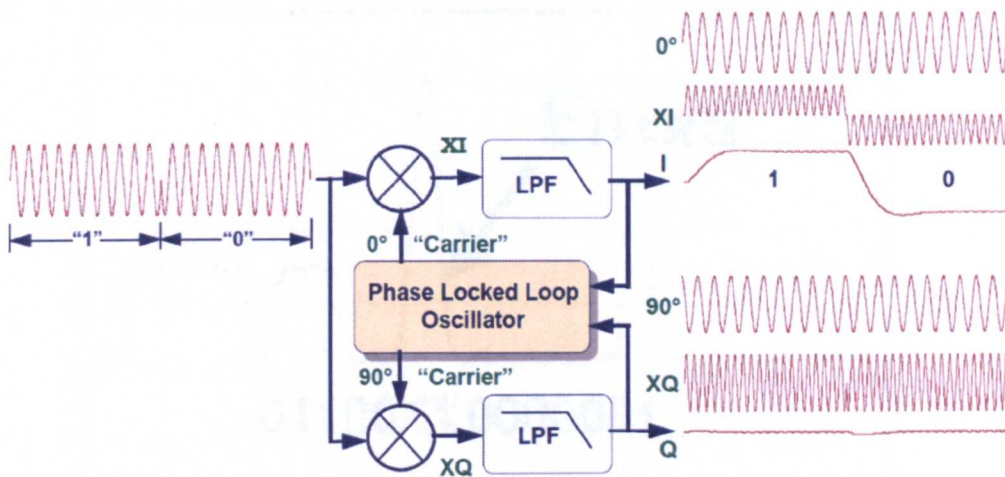 0°
XI
XI
LPF
I
1
0
“1”
“0”
0°
“Carrier”
Phase Locked Loop
Oscillator
90°
XQ
90°
“Carrier”
LPF
XQ
Q